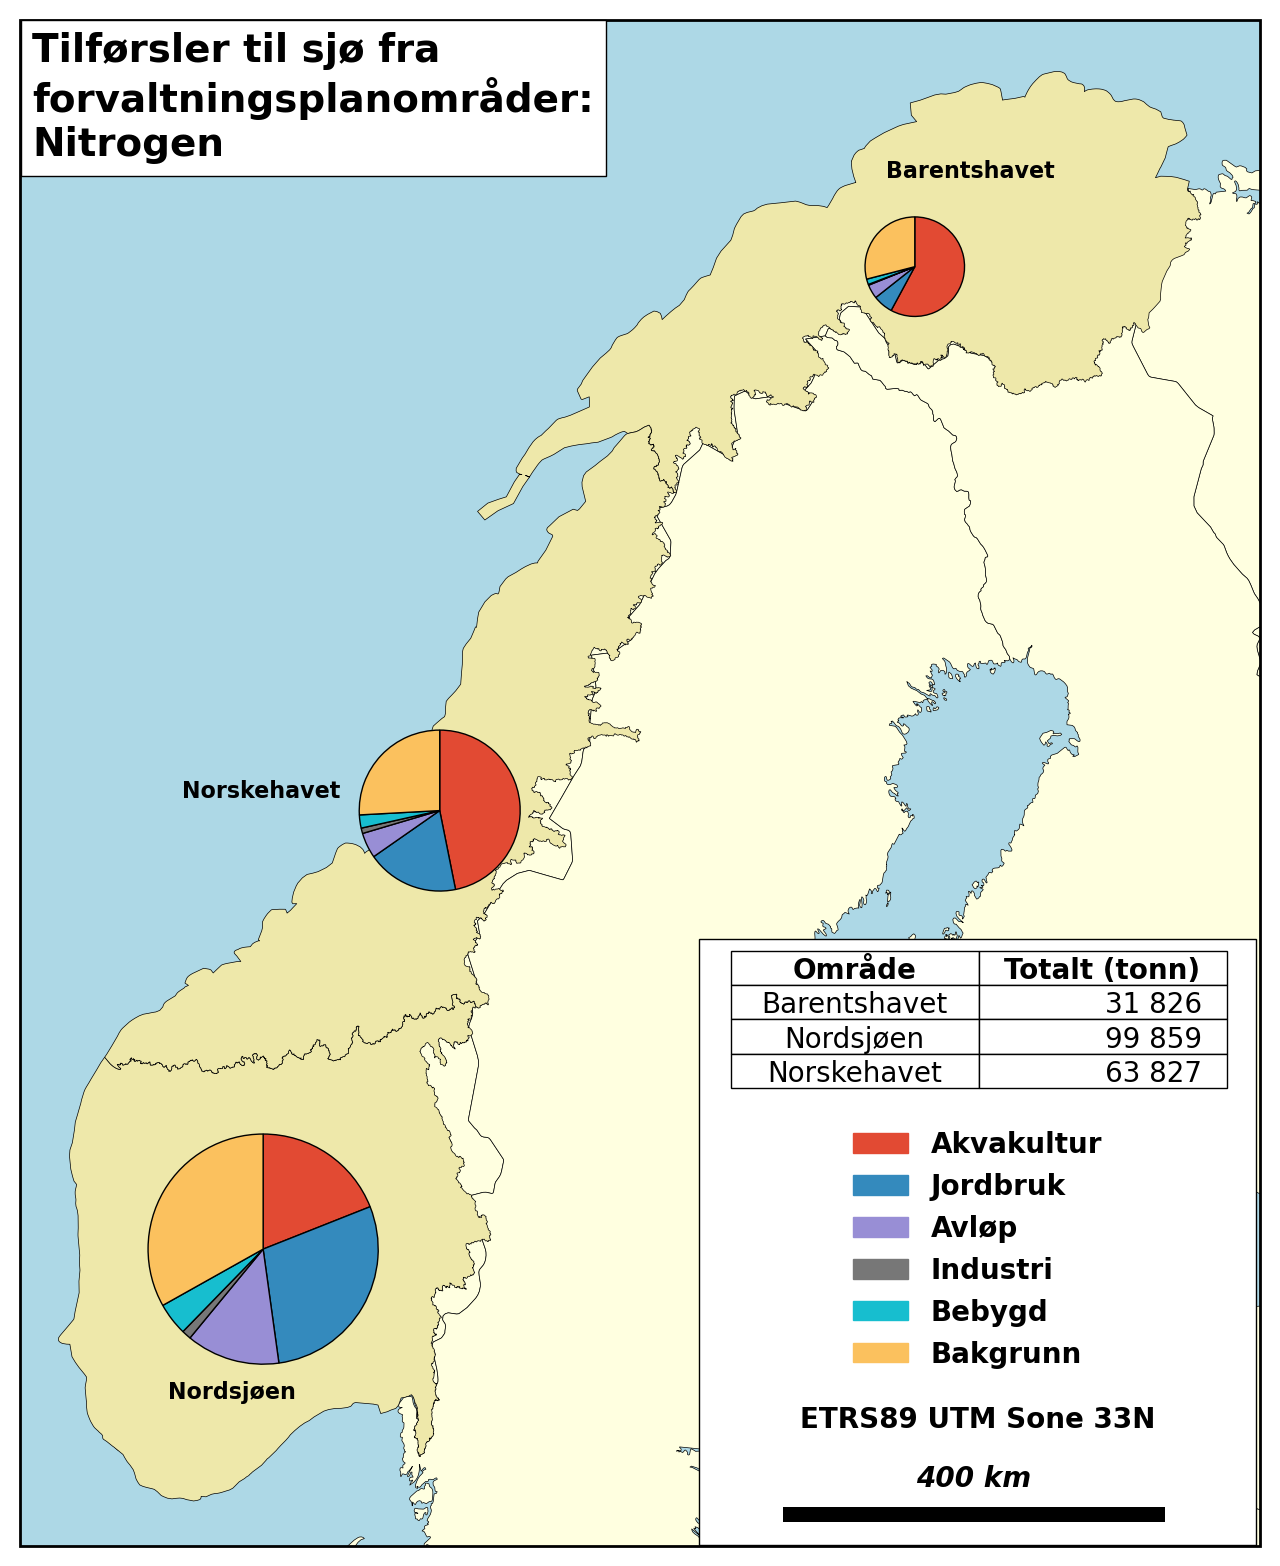 Tilførsler til sjø fra
forvaltningsplanområder:
Nitrogen
Barentshavet
Norskehavet
Nordsjøen
Område Totalt (tonn)
Barentshavet 31 826
Nordsjøen 99 859
Norskehavet 63 827
Akvakultur
Jordbruk
Avløp
Industri
Bebygd
Bakgrunn
ETRS89 UTM Sone 33N
400 km